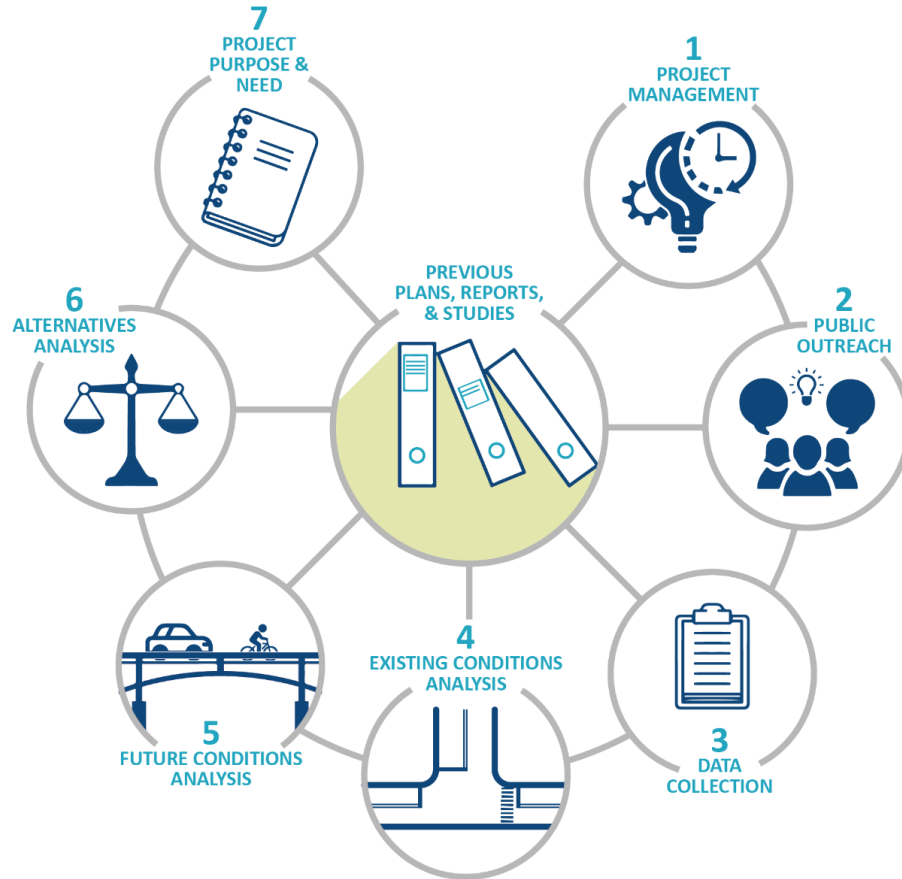 7
PROJECT
PURPOSE &
NEED
1
PROJECT
MANAGEMENT
PREVIOUS
PLANS, REPORTS,
& STUDIES
6
ALTERNATIVES
ANALYSIS
2
PUBLIC
OUTREACH
5
FUTURE CONDITIONS
ANALYSIS
4
EXISTING CONDITIONS
ANALYSIS
3
DATA
COLLECTION